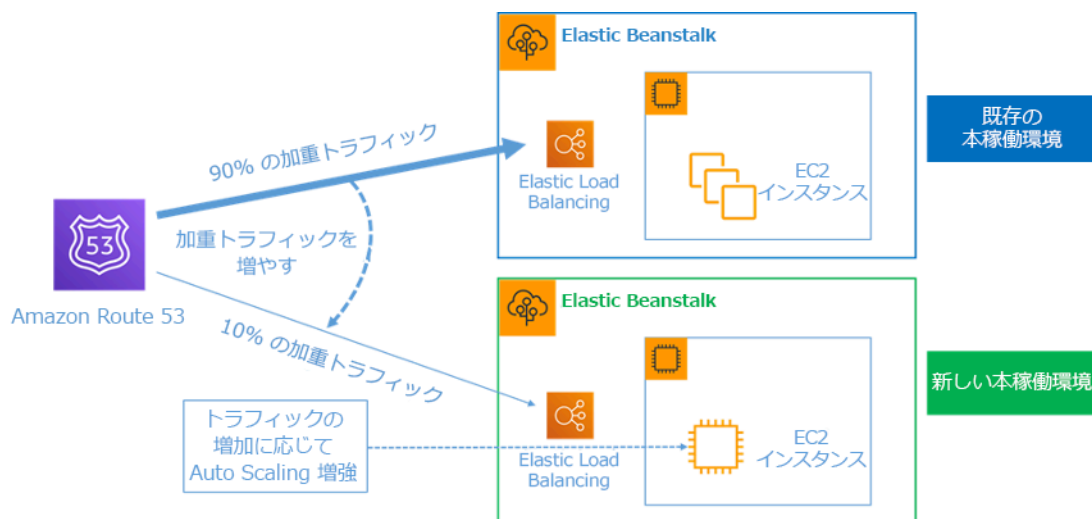 Elastic Beanstalk
90% の加重トラフィック
Elastic Load
Balancing
EC2
インスタンス
既存の
本稼働環境
53
加重トラフィックを
増やす
Amazon Route 53
Elastic Beanstalk
10% の加重トラフィック
新しい本稼働環境
トラフィックの
増加に応じて
Auto Scaling 増強
Elastic Load
Balancing
EC2
インスタンス